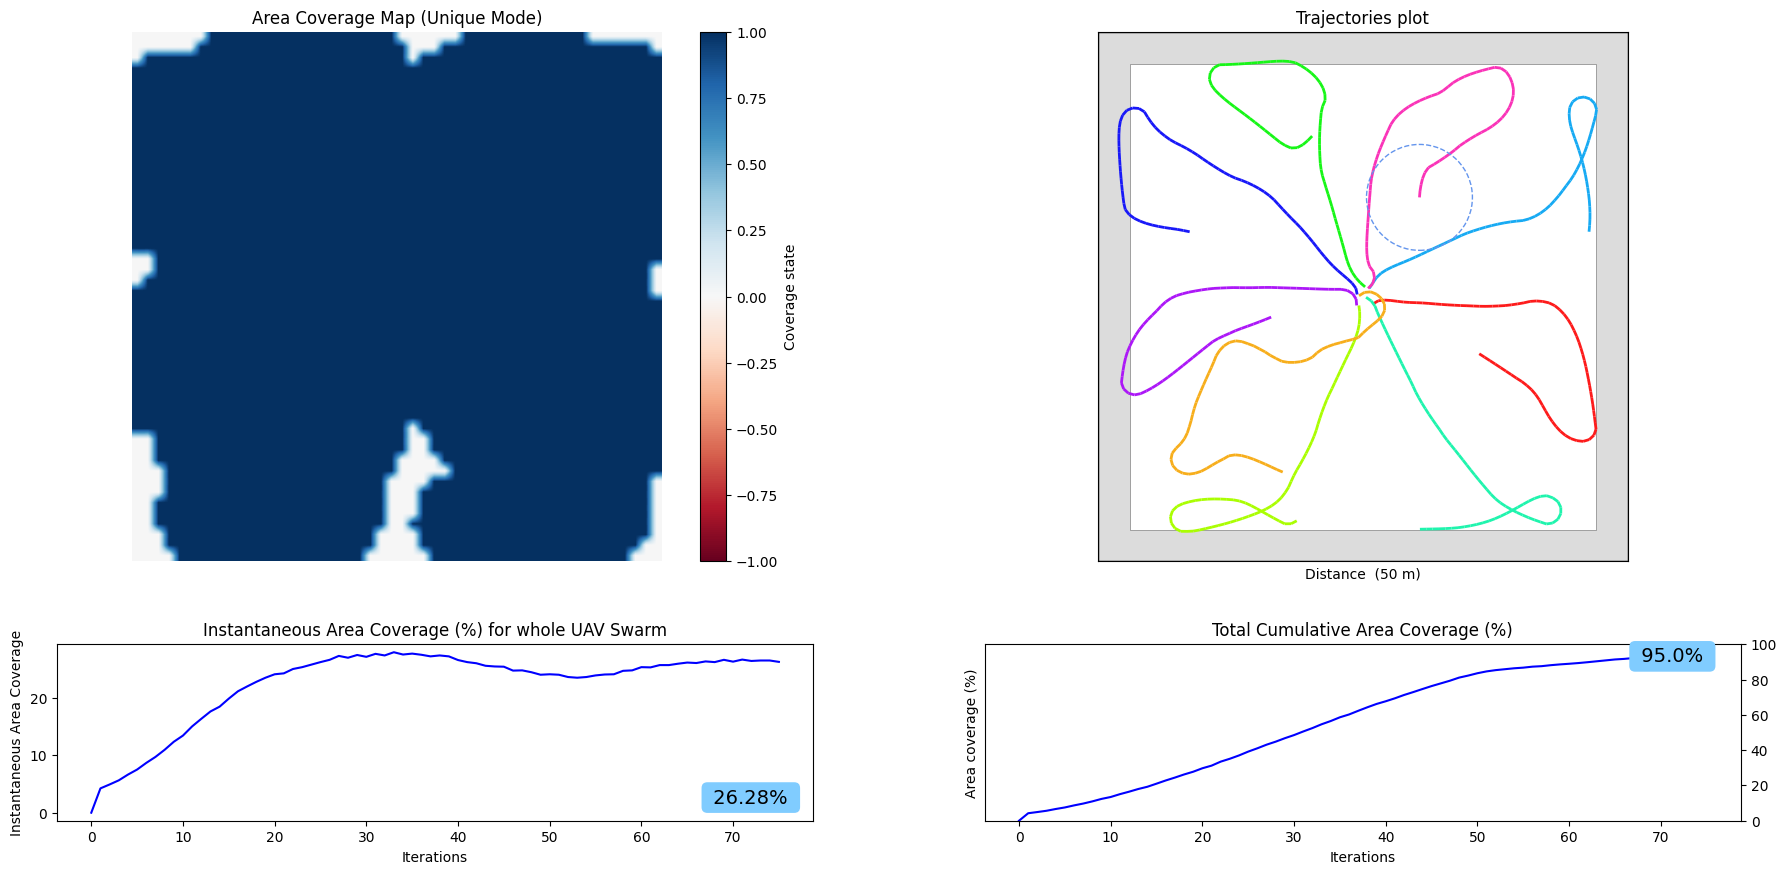 Area Coverage Map (Unique Mode)
1.00
0.75
0.50
0.25
0.00
−0.25
−0.50
−0.75
−1.00
Coverage state
Trajectories plot
Distance  (50 m)
Instantaneous Area Coverage (%) for whole UAV Swarm
Instantaneous Area Coverage
20
10
0
26.28%
0 10 20 30 40 50 60 70
Iterations
Total Cumulative Area Coverage (%)
Area coverage (%)
95.0%
100
80
60
40
20
0
0 10 20 30 40 50 60 70
Iterations